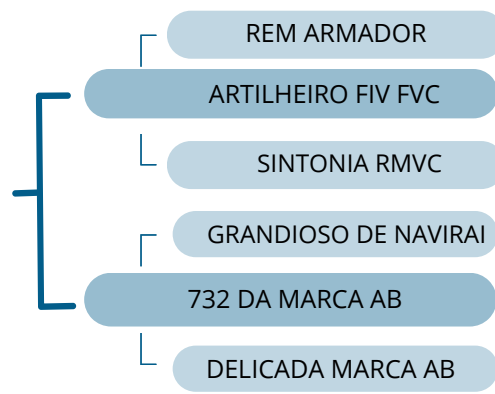 REM ARMADOR
ARTILHEIRO FIV FVC
SINTONIA RMVC
GRANDIOSO DE NAVIRAI
732 DA MARCA AB
DELICADA MARCA AB